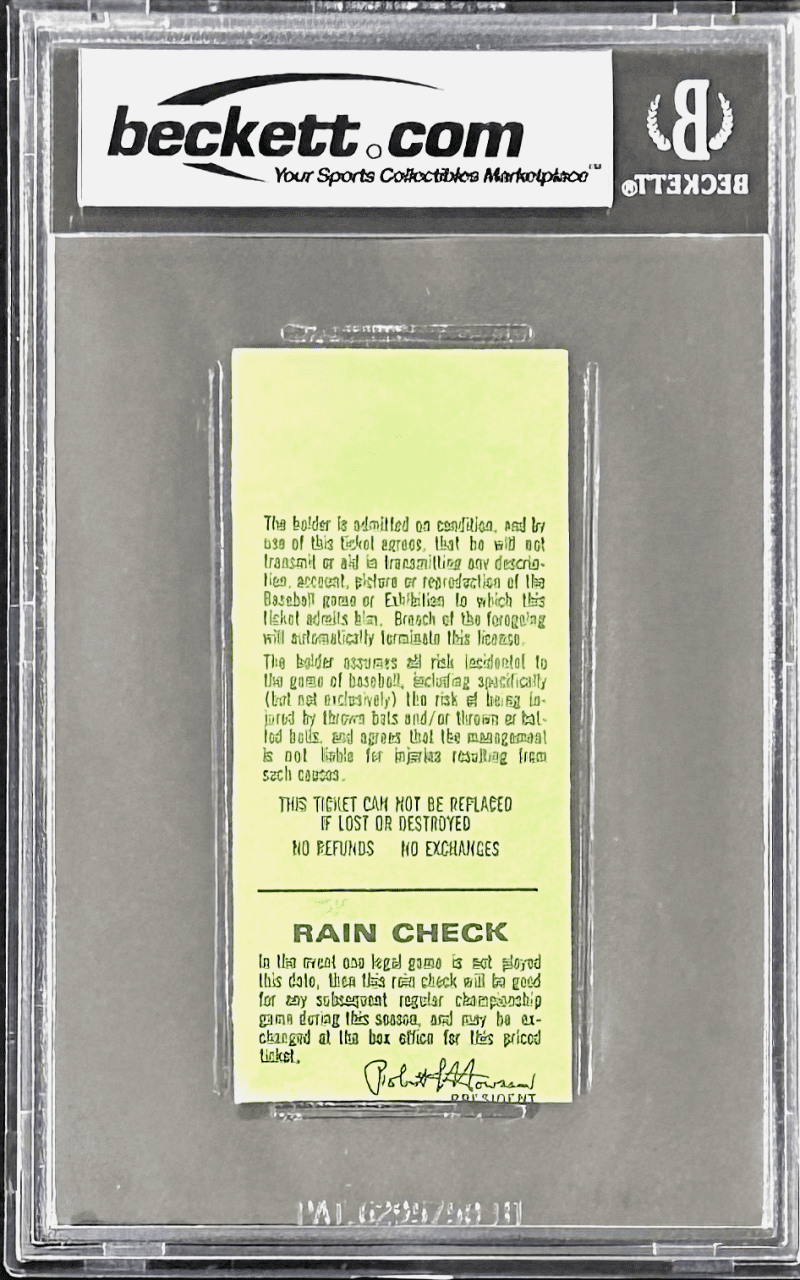 beckett.com
Your Sports Collectibles Marketplace™
B
BECKETT®
The holder is admitted on condition, and by
use of this ticket agrees, that he will not
transmit or aid in transmitting any descrip-
tion, account, picture or reproduction of the
Baseball game or Exhibition to which this
ticket admits him. Breach of the foregoing
will automatically terminate this license.
The holder assumes all risk incidental to
the game of baseball, including specifically
(but not exclusively) the risk of being in-
jured by thrown bats and/or thrown or bat-
ted balls, and agrees that the management
is not liable for injuries resulting from
such causes.
THIS TICKET CAN NOT BE REPLACED
IF LOST OR DESTROYED
NO REFUNDS NO EXCHANGES
RAIN CHECK
In the event one legal game is not played
this date, then this rain check will be good
for any subsequent regular championship
game during this season, and may be ex-
changed at the box office for this priced
ticket.
PRESIDENT